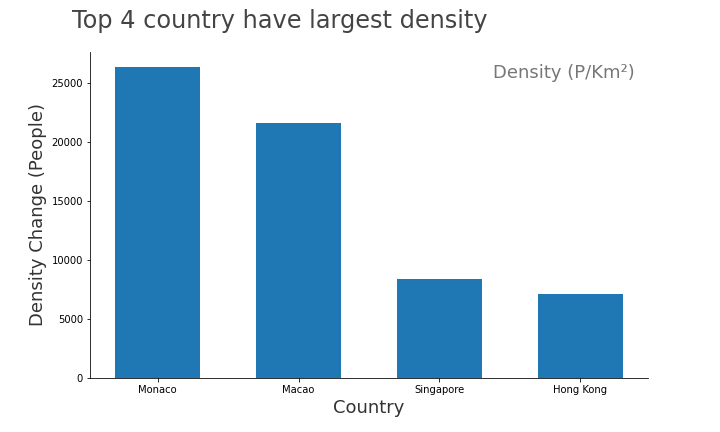 Top 4 country have largest density
Density (P/Km²)
Density Change (People)
25000
20000
15000
10000
5000
0
Monaco
Macao
Singapore
Hong Kong
Country